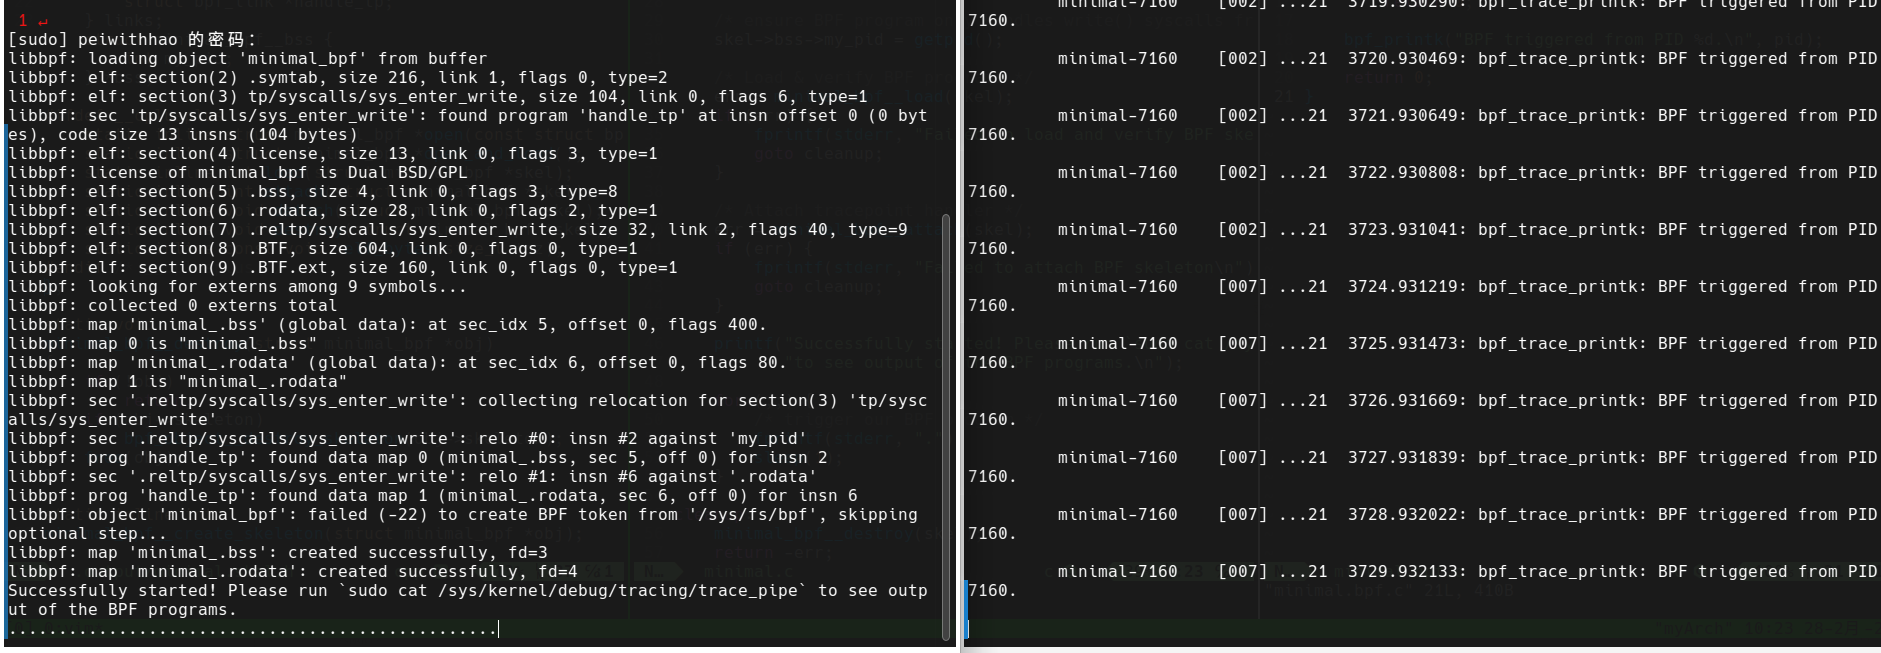 1 ↵
[sudo] peiwithhao 的密码：
libbpf: loading object 'minimal_bpf' from buffer
libbpf: elf: section(2) .symtab, size 216, link 1, flags 0, type=2
libbpf: elf: section(3) tp/syscalls/sys_enter_write, size 104, link 0, flags 6, type=1
libbpf: sec 'tp/syscalls/sys_enter_write': found program 'handle_tp' at insn offset 0 (0 byt
es), code size 13 insns (104 bytes)
libbpf: elf: section(4) license, size 13, link 0, flags 3, type=1
libbpf: license of minimal_bpf is Dual BSD/GPL
libbpf: elf: section(5) .bss, size 4, link 0, flags 3, type=8
libbpf: elf: section(6) .rodata, size 28, link 0, flags 2, type=1
libbpf: elf: section(7) .reltp/syscalls/sys_enter_write, size 32, link 2, flags 40, type=9
libbpf: elf: section(8) .BTF, size 604, link 0, flags 0, type=1
libbpf: elf: section(9) .BTF.ext, size 160, link 0, flags 0, type=1
libbpf: looking for externs among 9 symbols...
libbpf: collected 0 externs total
libbpf: map 'minimal_.bss' (global data): at sec_idx 5, offset 0, flags 400.
libbpf: map 0 is "minimal_.bss"
libbpf: map 'minimal_.rodata' (global data): at sec_idx 6, offset 0, flags 80.
libbpf: map 1 is "minimal_.rodata"
libbpf: sec '.reltp/syscalls/sys_enter_write': collecting relocation for section(3) 'tp/sysc
alls/sys_enter_write'
libbpf: sec '.reltp/syscalls/sys_enter_write': relo #0: insn #2 against 'my_pid'
libbpf: prog 'handle_tp': found data map 0 (minimal_.bss, sec 5, off 0) for insn 2
libbpf: sec '.reltp/syscalls/sys_enter_write': relo #1: insn #6 against '.rodata'
libbpf: prog 'handle_tp': found data map 1 (minimal_.rodata, sec 6, off 0) for insn 6
libbpf: object 'minimal_bpf': failed (-22) to create BPF token from '/sys/fs/bpf', skipping
optional step...
libbpf: map 'minimal_.bss': created successfully, fd=3
libbpf: map 'minimal_.rodata': created successfully, fd=4
Successfully started! Please run `sudo cat /sys/kernel/debug/tracing/trace_pipe` to see outp
ut of the BPF programs.
.................................................
minimal-7160 [002] ...21 3719.930290: bpf_trace_printk: BPF triggered from PID
7160.
minimal-7160 [002] ...21 3720.930469: bpf_trace_printk: BPF triggered from PID
7160.
minimal-7160 [002] ...21 3721.930649: bpf_trace_printk: BPF triggered from PID
7160.
minimal-7160 [002] ...21 3722.930808: bpf_trace_printk: BPF triggered from PID
7160.
minimal-7160 [002] ...21 3723.931041: bpf_trace_printk: BPF triggered from PID
7160.
minimal-7160 [007] ...21 3724.931219: bpf_trace_printk: BPF triggered from PID
7160.
minimal-7160 [007] ...21 3725.931473: bpf_trace_printk: BPF triggered from PID
7160.
minimal-7160 [007] ...21 3726.931669: bpf_trace_printk: BPF triggered from PID
7160.
minimal-7160 [007] ...21 3727.931839: bpf_trace_printk: BPF triggered from PID
7160.
minimal-7160 [007] ...21 3728.932022: bpf_trace_printk: BPF triggered from PID
7160.
minimal-7160 [007] ...21 3729.932133: bpf_trace_printk: BPF triggered from PID
7160.